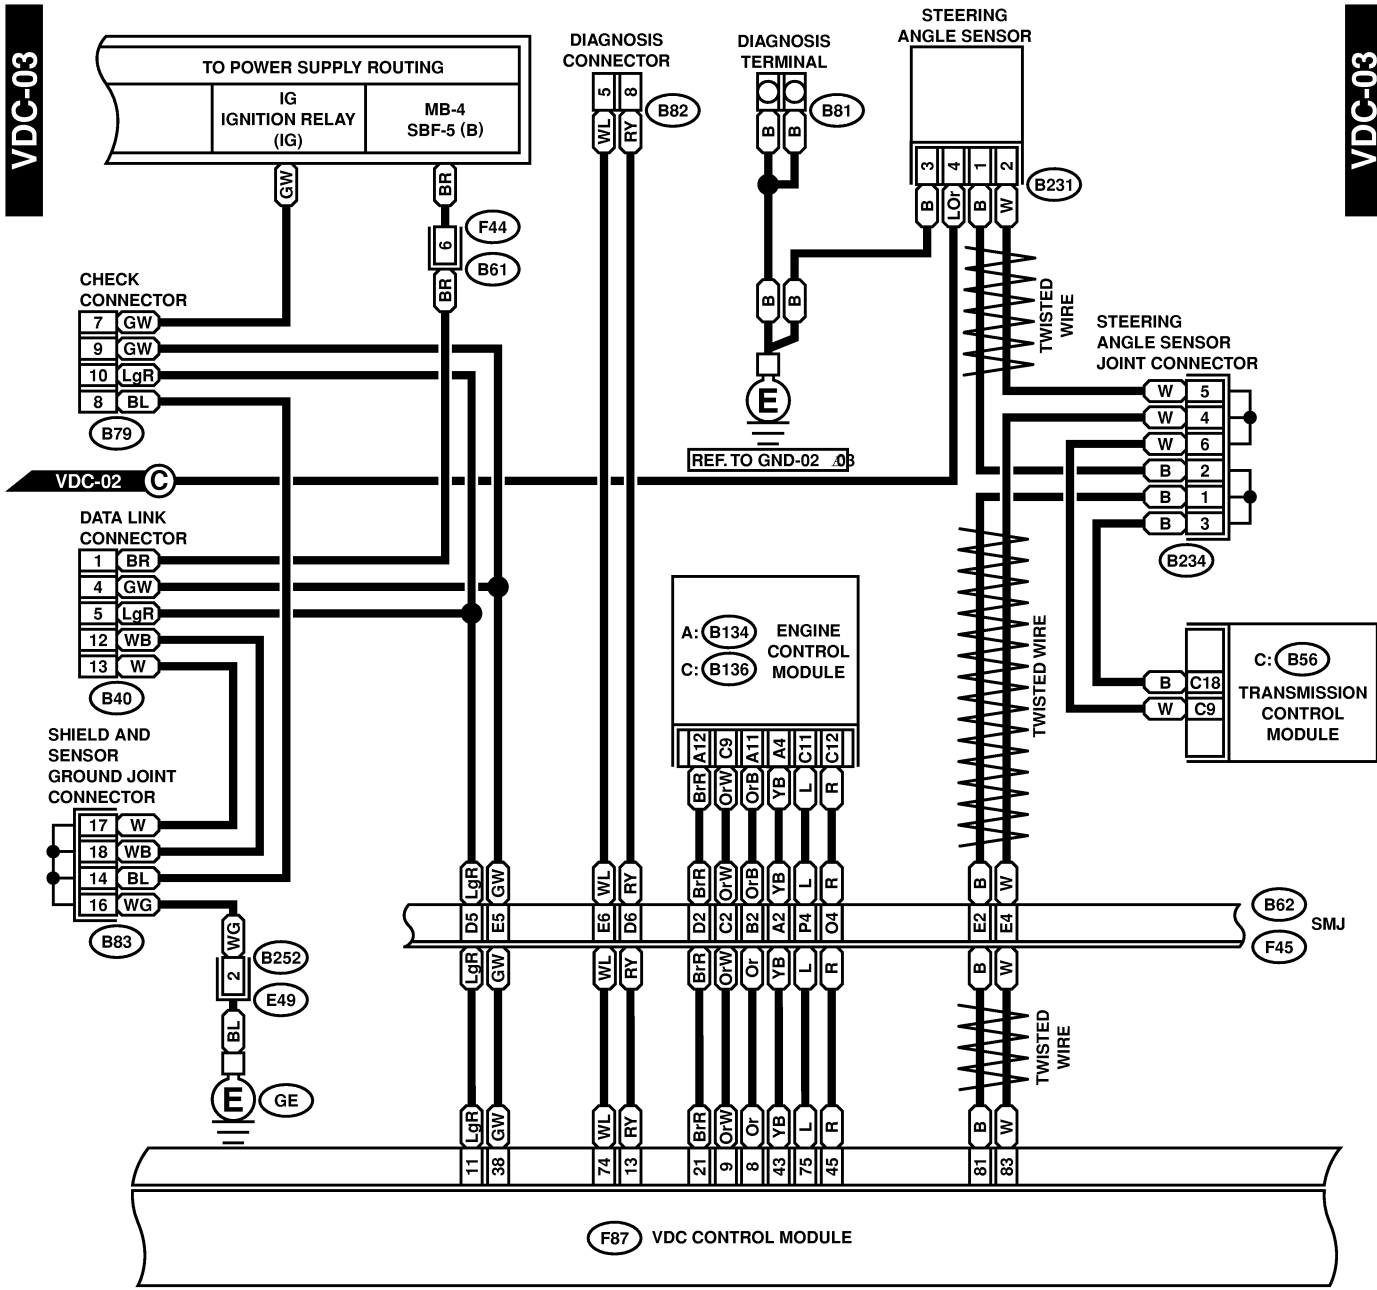 VDC-03
VDC-03
TO POWER SUPPLY ROUTING
IG
IGNITION RELAY
(IG)
MB-4
SBF-5 (B)
GW
BR
6
F44
B61
BR
DIAGNOSIS
CONNECTOR
5
8
B82
WL
RY
DIAGNOSIS
TERMINAL
B81
B
B
B
B
E
REF. TO GND-02
STEERING
ANGLE SENSOR
3
4
1
2
B231
B
LOr
B
W
TWISTED
WIRE
CHECK
CONNECTOR
7 GW
9 GW
10 LgR
8 BL
B79
VDC-02
C
STEERING
ANGLE SENSOR
JOINT CONNECTOR
W 5
W 4
W 6
B 2
B 1
B 3
B234
DATA LINK
CONNECTOR
1 BR
4 GW
5 LgR
12 WB
13 W
B40
A: B134
C: B136
ENGINE
CONTROL
MODULE
A12
C9
A11
A4
C11
C12
BrR
OrW
OrB
YB
L
R
TWISTED WIRE
C: B56
TRANSMISSION
CONTROL
MODULE
B C18
W C9
SHIELD AND
SENSOR
GROUND JOINT
CONNECTOR
17 W
18 WB
14 BL
16 WG
B83
WG
2
B252
E49
BL
E
GE
LgR
GW
WL
RY
BrR
OrW
OrB
YB
L
R
B
W
D5
E5
E6
D6
D2
C2
B2
A2
P4
O4
E2
E4
B62
F45
SMJ
LgR
GW
WL
RY
BrR
OrW
Or
YB
L
R
B
W
TWISTED
WIRE
LgR
GW
WL
RY
BrR
OrW
Or
YB
L
R
B
W
11
38
74
13
21
9
8
43
75
45
81
83
F87
VDC CONTROL MODULE